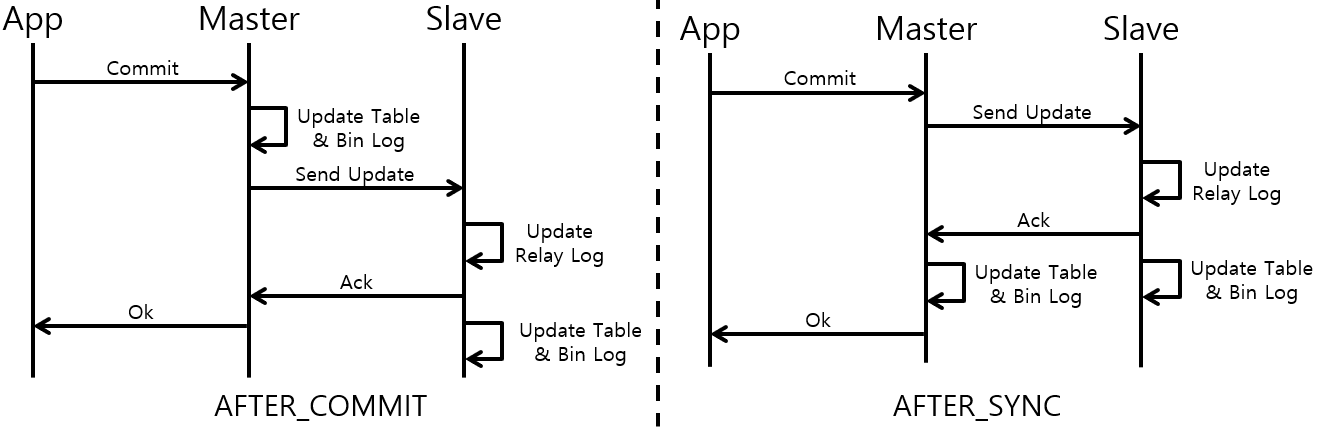 App
Master
Slave
Commit
Update Table
& Bin Log
Send Update
Update
Relay Log
Ack
Ok
Update Table
& Bin Log
AFTER_COMMIT
App
Master
Slave
Commit
Send Update
Update
Relay Log
Ack
Update Table
& Bin Log
Update Table
& Bin Log
Ok
AFTER_SYNC